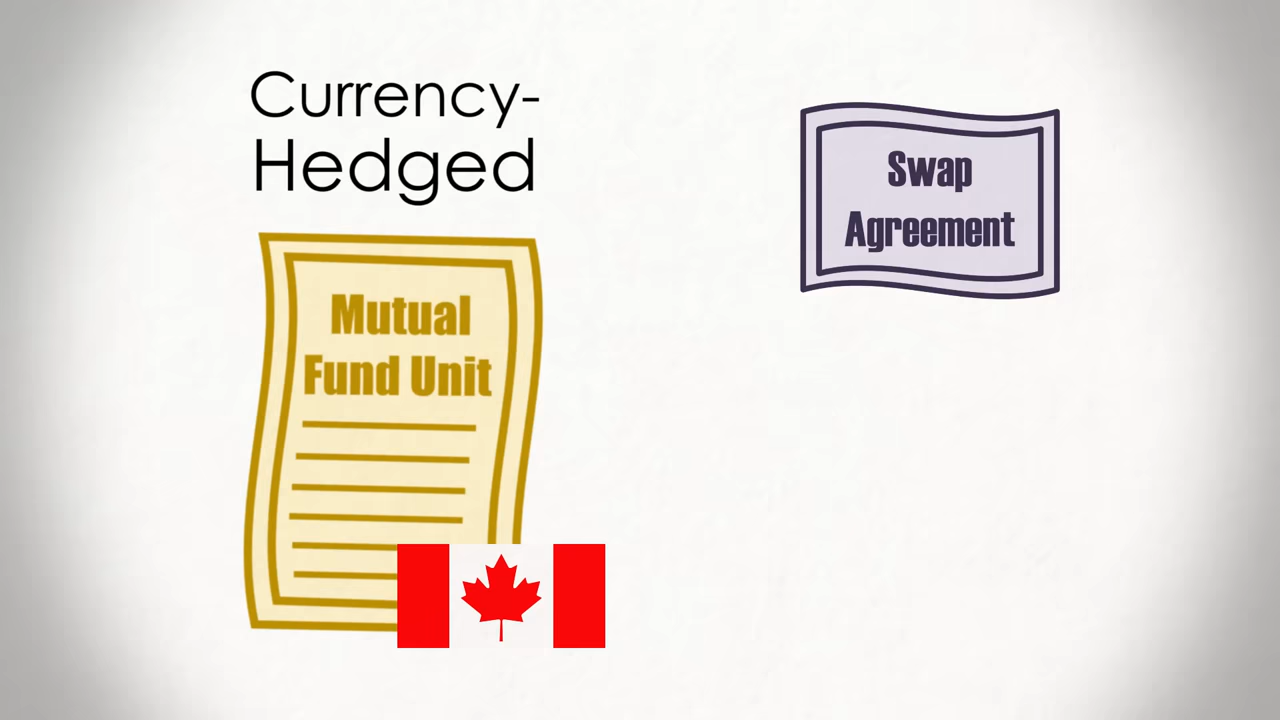 Currency-
Hedged
Mutual
Fund Unit
Swap
Agreement